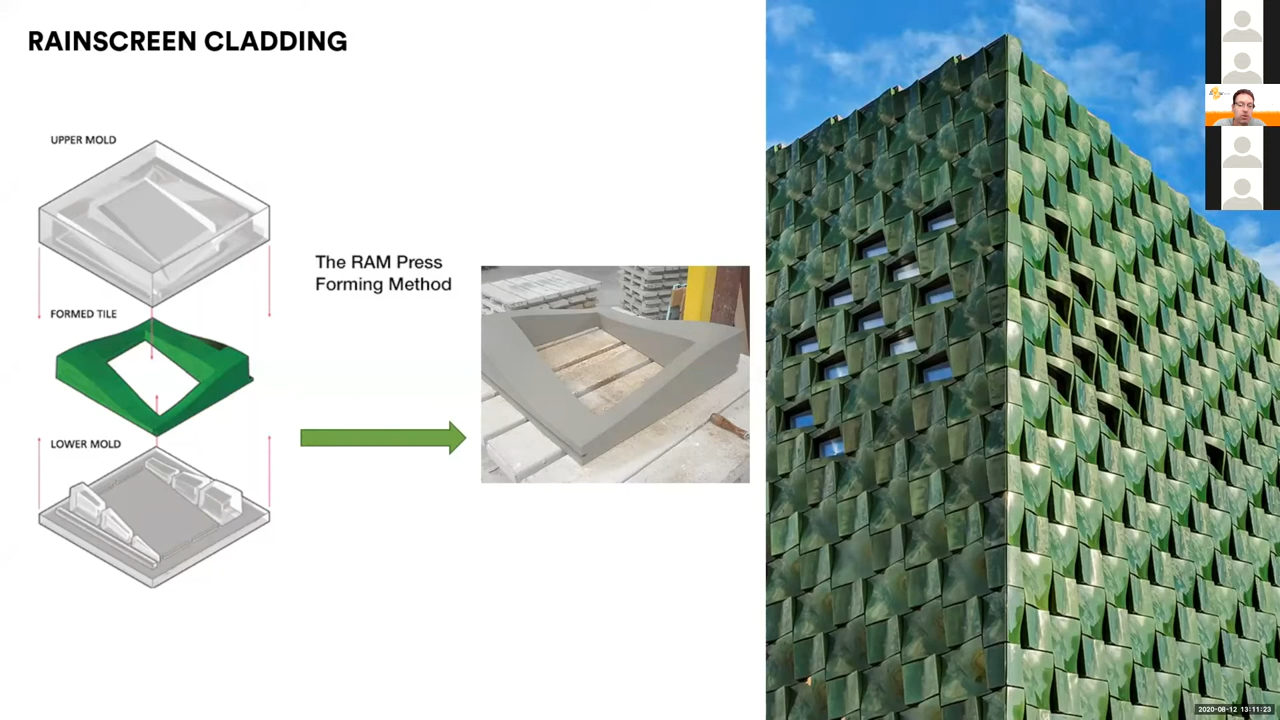 RAINSCREEN CLADDING
UPPER MOLD
The RAM Press
Forming Method
FORMED TILE
LOWER MOLD
2020-08-12 13:11:23